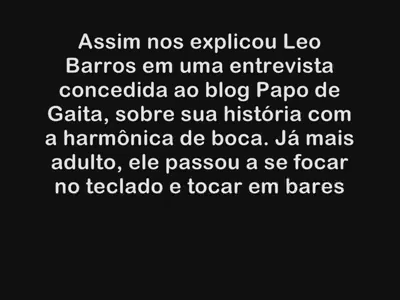 Assim nos explicou Leo
Barros em uma entrevista
concedida ao blog Papo de
Gaita, sobre sua história com
a harmônica de boca. Já mais
adulto, ele passou a se focar
no teclado e tocar em bares